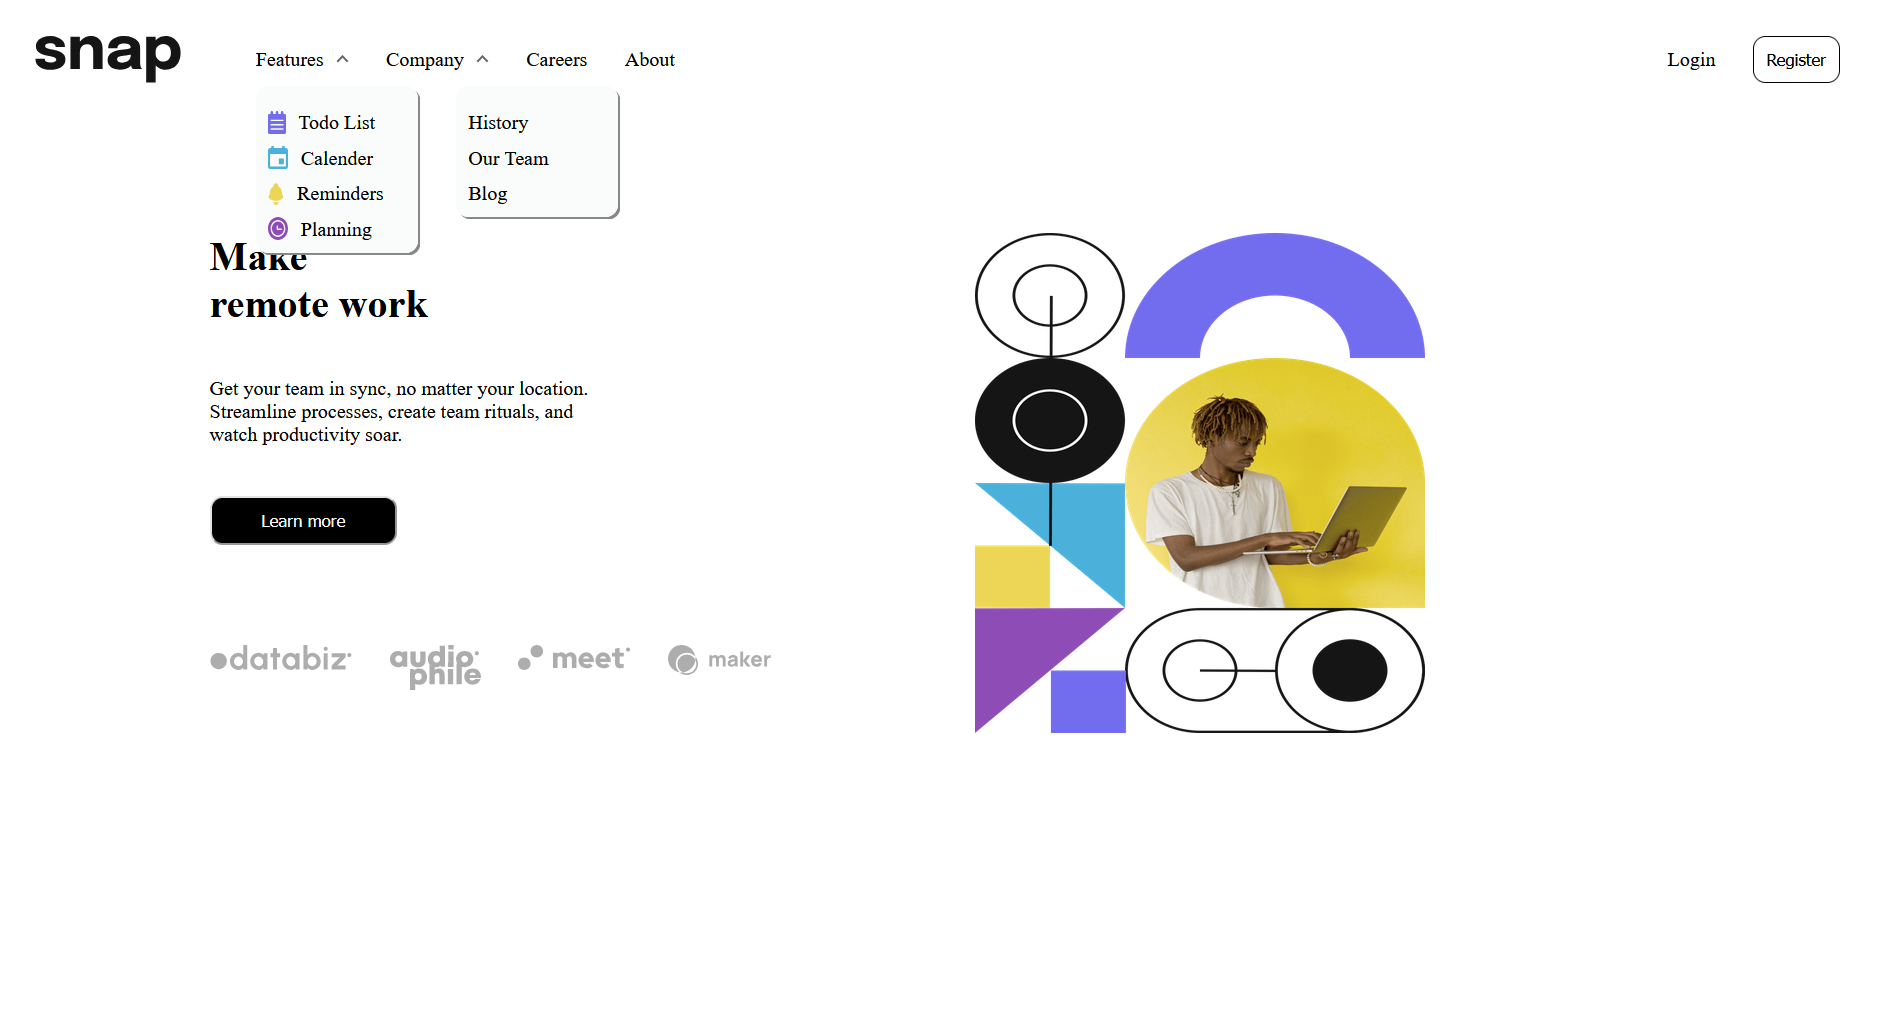 snap
Features
Company
Careers
About
Login
Register
Todo List
Calender
Reminders
Planning
History
Our Team
Blog
Make
remote work
Get your team in sync, no matter your location.
Streamline processes, create team rituals, and
watch productivity soar.
Learn more
databiz
audiophile
meet
maker